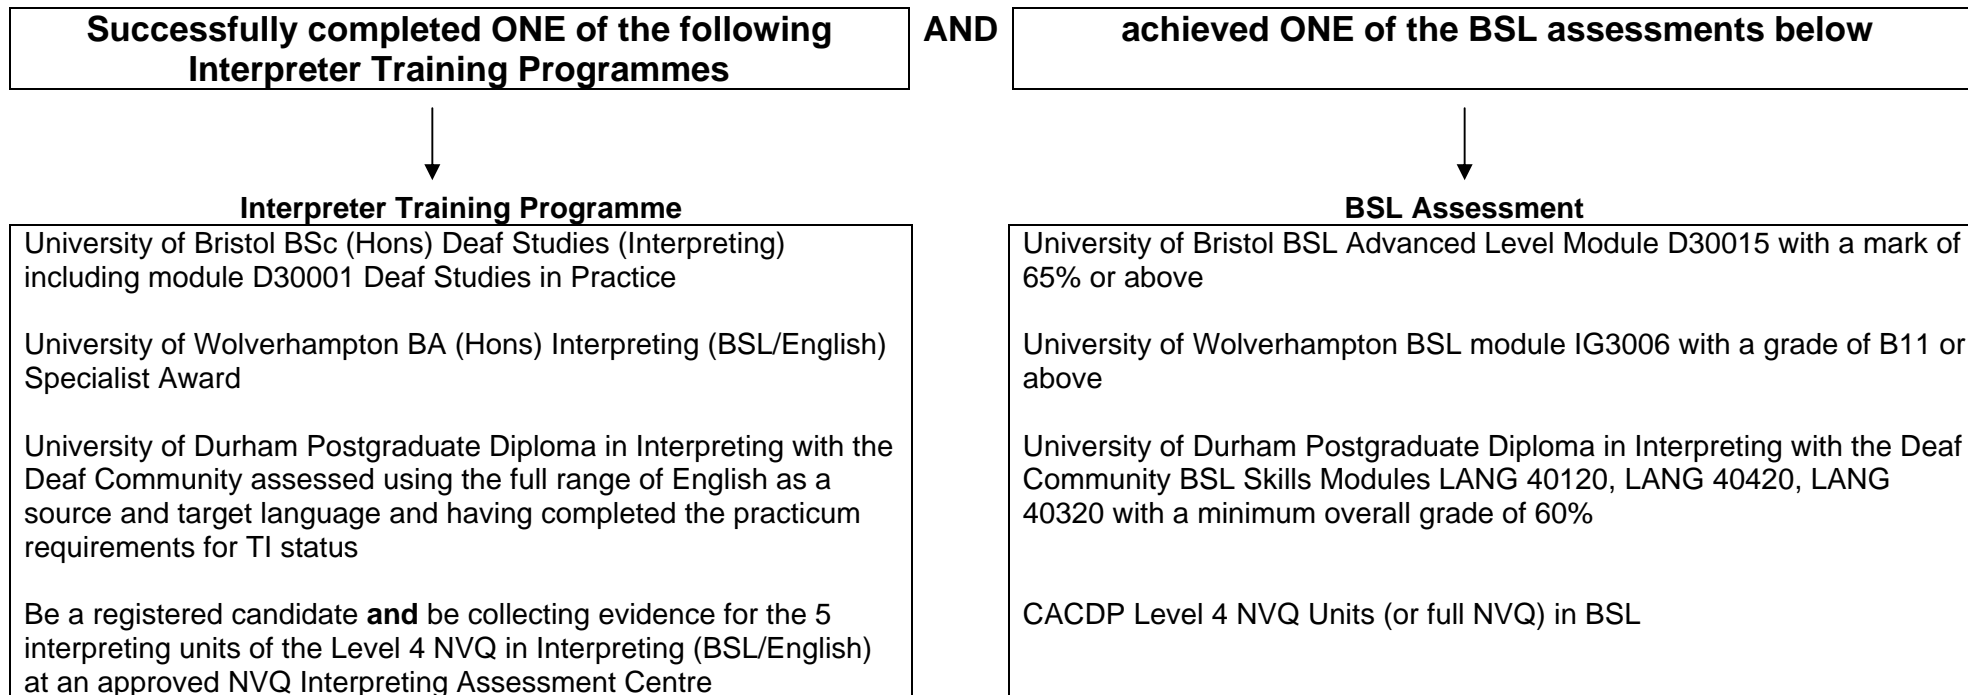 Successfully completed ONE of the following
Interpreter Training Programmes
AND
achieved ONE of the BSL assessments below
Interpreter Training Programme
University of Bristol BSc (Hons) Deaf Studies (Interpreting)
including module D30001 Deaf Studies in Practice
University of Wolverhampton BA (Hons) Interpreting (BSL/English)
Specialist Award
University of Durham Postgraduate Diploma in Interpreting with the
Deaf Community assessed using the full range of English as a
source and target language and having completed the practicum
requirements for TI status
Be a registered candidate and be collecting evidence for the 5
interpreting units of the Level 4 NVQ in Interpreting (BSL/English)
at an approved NVQ Interpreting Assessment Centre
BSL Assessment
University of Bristol BSL Advanced Level Module D30015 with a mark of
65% or above
University of Wolverhampton BSL module IG3006 with a grade of B11 or
above
University of Durham Postgraduate Diploma in Interpreting with the Deaf
Community BSL Skills Modules LANG 40120, LANG 40420, LANG
40320 with a minimum overall grade of 60%
CACDP Level 4 NVQ Units (or full NVQ) in BSL